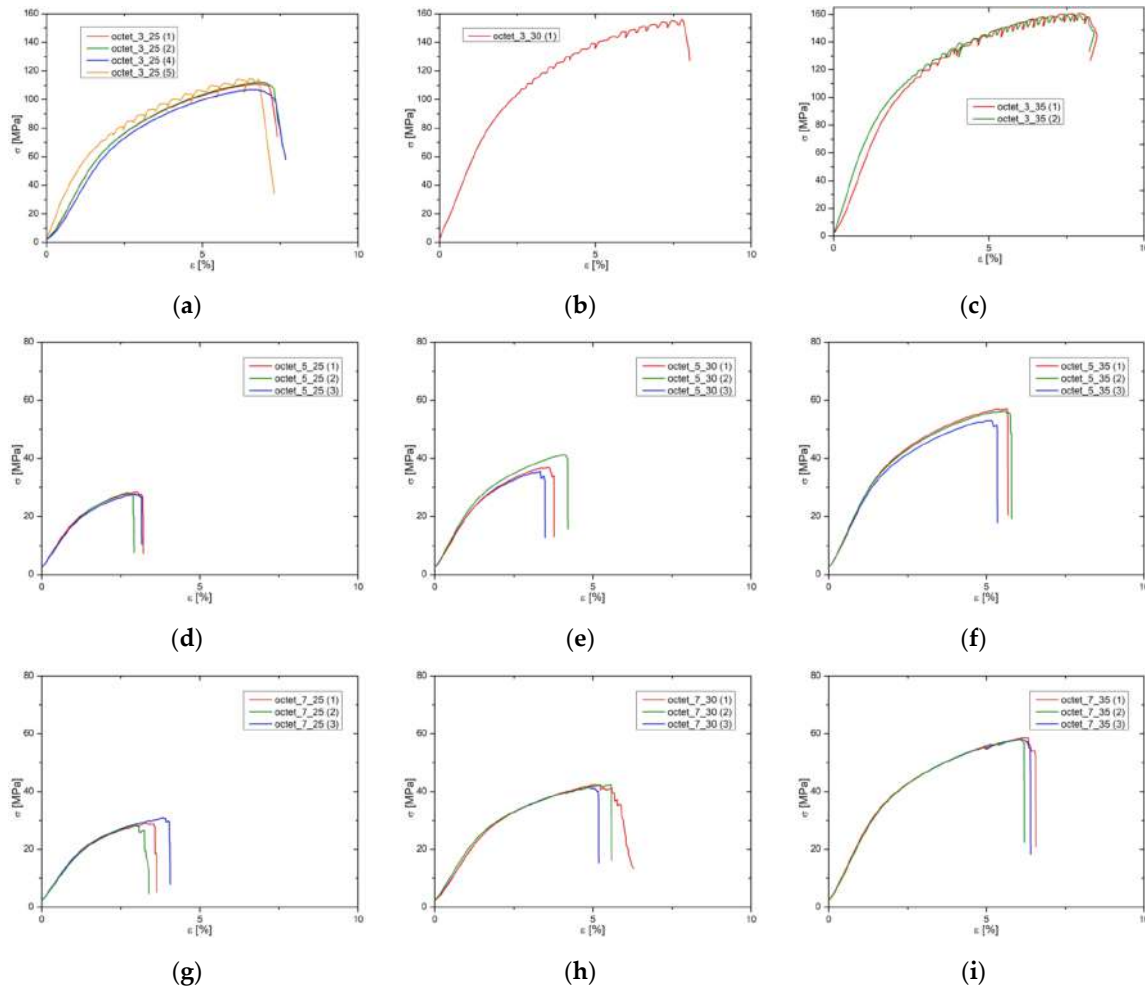 octet_3_25 (1)
octet_3_25 (2)
octet_3_25 (4)
octet_3_25 (5)
σ [MPa]
160
140
120
100
80
60
40
20
0
0 5 10
ε [%]
(a)
octet_3_30 (1)
σ [MPa]
160
140
120
100
80
60
40
20
0
0 5 10
ε [%]
(b)
octet_3_35 (1)
octet_3_35 (2)
σ [MPa]
160
140
120
100
80
60
40
20
0
0 5 10
ε [%]
(c)
octet_5_25 (1)
octet_5_25 (2)
octet_5_25 (3)
σ [MPa]
80
60
40
20
0
0 5 10
ε [%]
(d)
octet_5_30 (1)
octet_5_30 (2)
octet_5_30 (3)
σ [MPa]
80
60
40
20
0
0 5 10
ε [%]
(e)
octet_5_35 (1)
octet_5_35 (2)
octet_5_35 (3)
σ [MPa]
80
60
40
20
0
0 5 10
ε [%]
(f)
octet_7_25 (1)
octet_7_25 (2)
octet_7_25 (3)
σ [MPa]
80
60
40
20
0
0 5 10
ε [%]
(g)
octet_7_30 (1)
octet_7_30 (2)
octet_7_30 (3)
σ [MPa]
80
60
40
20
0
0 5 10
ε [%]
(h)
octet_7_35 (1)
octet_7_35 (2)
octet_7_35 (3)
σ [MPa]
80
60
40
20
0
0 5 10
ε [%]
(i)